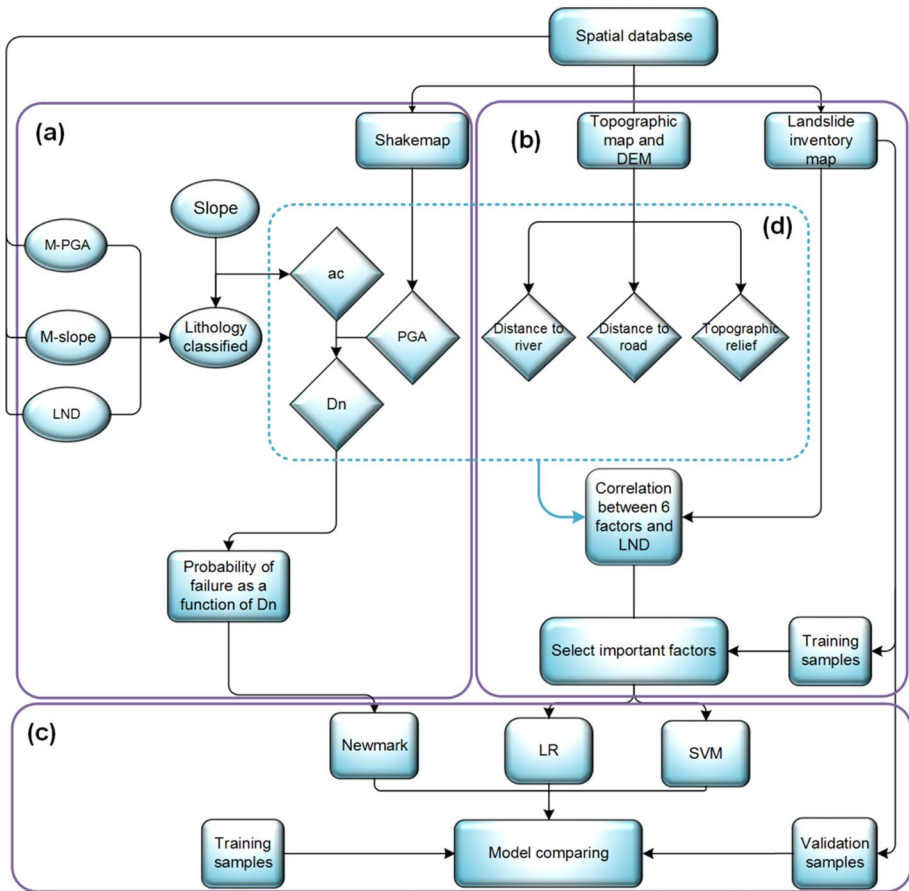 Spatial database
(a)
Shakemap
(b)
Topographic
map and
DEM
Landslide
inventory
map
Slope
(d)
M-PGA
ac
M-slope
Lithology
classified
PGA
Distance to
river
Distance to
road
Topographic
relief
LND
Dn
Correlation
between 6
factors and
LND
Probability of
failure as a
function of Dn
Select important factors
Training
samples
(c)
Newmark
LR
SVM
Training
samples
Model comparing
Validation
samples